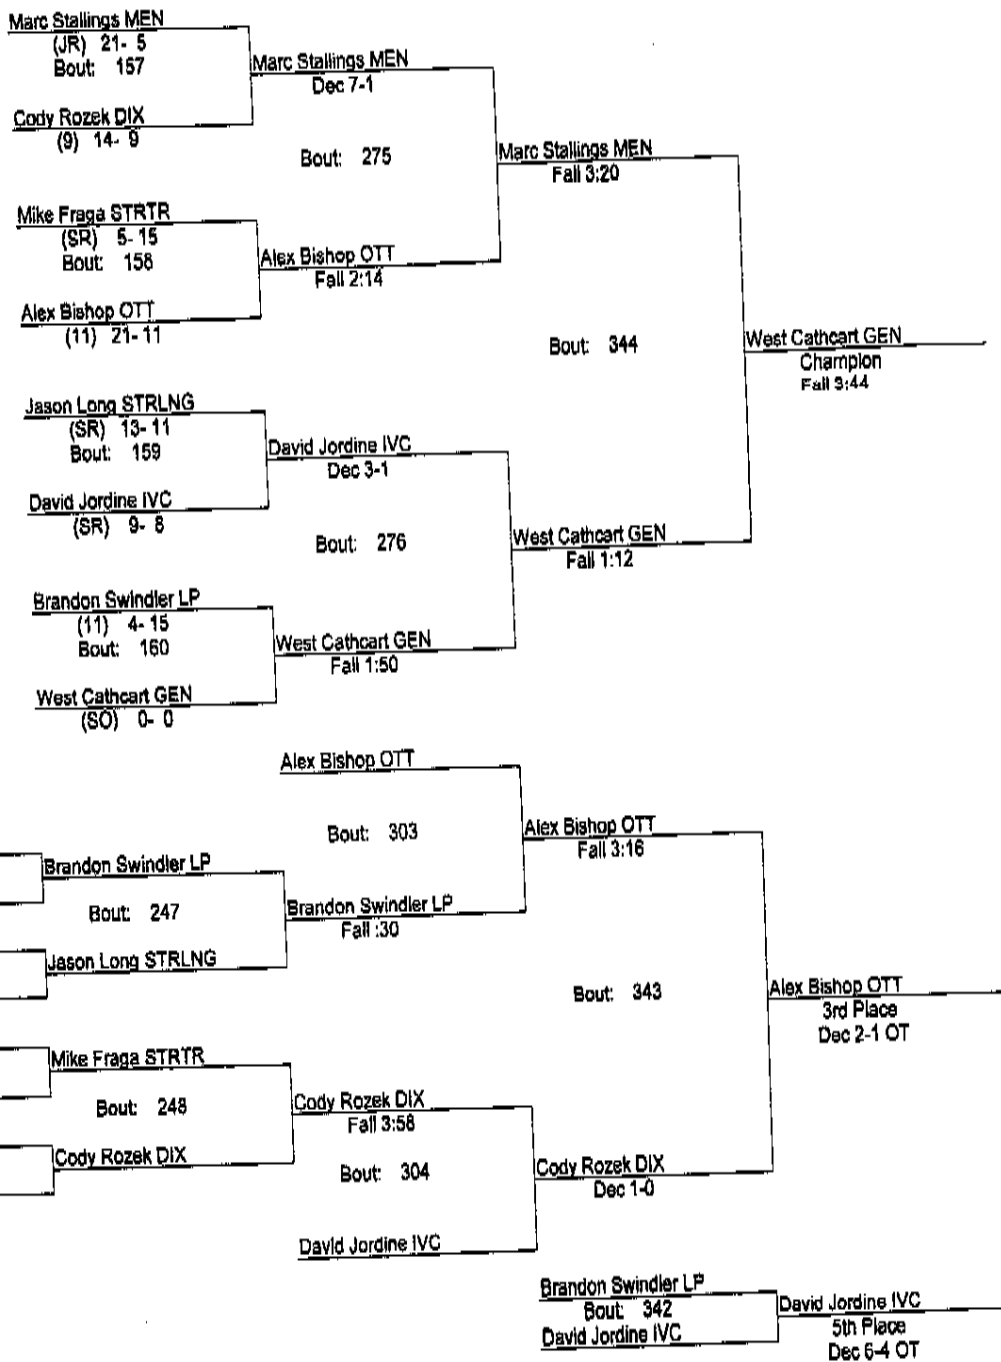 Marc Stallings MEN
(JR) 21- 5
Bout: 157
Marc Stallings MEN
Dec 7-1
Cody Rozek DIX
(9) 14- 9
Bout: 275
Marc Stallings MEN
Fall 3:20
Mike Fraga STRTR
(SR) 5- 15
Bout: 158
Alex Bishop OTT
Fall 2:14
Alex Bishop OTT
(11) 21- 11
Bout: 344
West Cathcart GEN
Champion
Fall 3:44
Jason Long STRLNG
(SR) 13- 11
Bout: 159
David Jordine IVC
Dec 3-1
David Jordine IVC
(SR) 9- 8
Bout: 276
West Cathcart GEN
Fall 1:12
Brandon Swindler LP
(11) 4- 15
Bout: 160
West Cathcart GEN
Fall 1:50
West Cathcart GEN
(SO) 0- 0
Alex Bishop OTT
Bout: 303
Alex Bishop OTT
Fall 3:16
Brandon Swindler LP
Bout: 247
Brandon Swindler LP
Fall :30
Jason Long STRLNG
Bout: 343
Alex Bishop OTT
3rd Place
Dec 2-1 OT
Mike Fraga STRTR
Bout: 248
Cody Rozek DIX
Fall 3:58
Cody Rozek DIX
Bout: 304
Cody Rozek DIX
Dec 1-0
David Jordine IVC
Brandon Swindler LP
Bout: 342
David Jordine IVC
David Jordine IVC
5th Place
Dec 6-4 OT